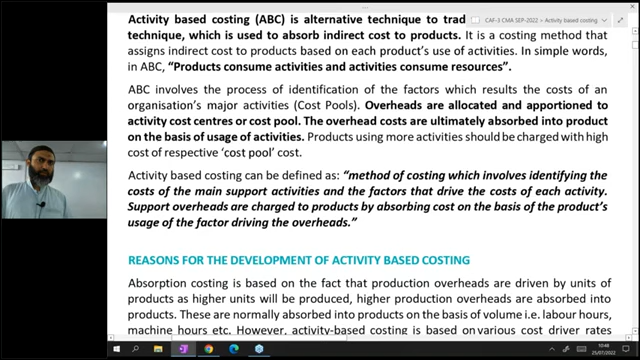 CAF-3 CMA SEP-2022 > Activity based costing
Activity based costing (ABC) is alternative technique to trad
technique, which is used to absorb indirect cost to products. It is a costing method that
assigns indirect cost to products based on each product's use of activities. In simple words,
in ABC, “Products consume activities and activities consume resources”.
ABC involves the process of identification of the factors which results the costs of an
organisation's major activities (Cost Pools). Overheads are allocated and apportioned to
activity cost centres or cost pool. The overhead costs are ultimately absorbed into product
on the basis of usage of activities. Products using more activities should be charged with high
cost of respective 'cost pool' cost.
Activity based costing can be defined as: “method of costing which involves identifying the
costs of the main support activities and the factors that drive the costs of each activity.
Support overheads are charged to products by absorbing cost on the basis of the product's
usage of the factor driving the overheads.”
REASONS FOR THE DEVELOPMENT OF ACTIVITY BASED COSTING
Absorption costing is based on the fact that production overheads are driven by units of
products as higher units will be produced, higher production overheads are absorbed into
products. These are normally absorbed into products on the basis of volume i.e. labour hours,
machine hours etc. However, activity-based costing is based on various cost driver rates
10:46
25/07/2022